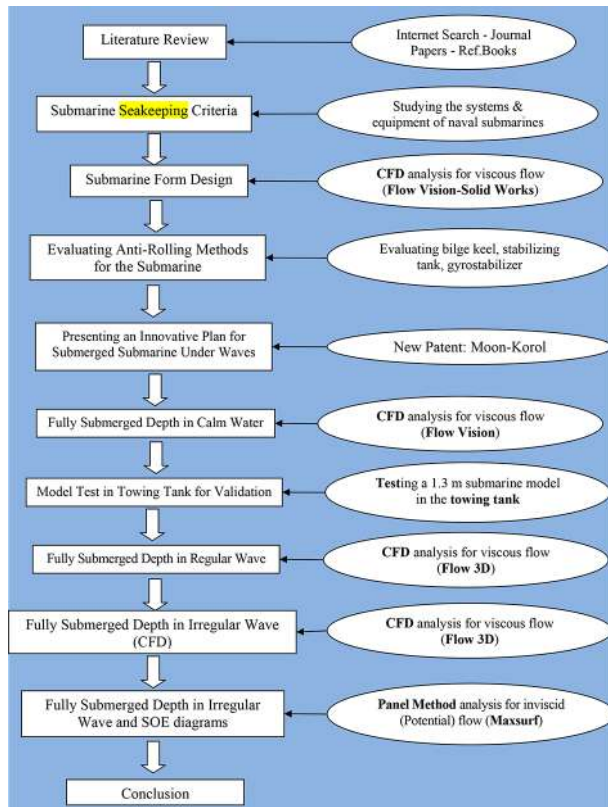 Literature Review
Internet Search - Journal
Papers - Ref.Books
Submarine Seakeeping Criteria
Studying the systems &
equipment of naval submarines
Submarine Form Design
CFD analysis for viscous flow
(Flow Vision-Solid Works)
Evaluating Anti-Rolling Methods
for the Submarine
Evaluating bilge keel, stabilizing
tank, gyrostabilizer
Presenting an Innovative Plan for
Submerged Submarine Under Waves
New Patent: Moon-Korol
Fully Submerged Depth in Calm Water
CFD analysis for viscous flow
(Flow Vision)
Model Test in Towing Tank for Validation
Testing a 1.3 m submarine model
in the towing tank
Fully Submerged Depth in Regular Wave
CFD analysis for viscous flow
(Flow 3D)
Fully Submerged Depth in Irregular Wave
(CFD)
CFD analysis for viscous flow
(Flow 3D)
Fully Submerged Depth in Irregular
Wave and SOE diagrams
Panel Method analysis for inviscid
(Potential) flow (Maxsurf)
Conclusion